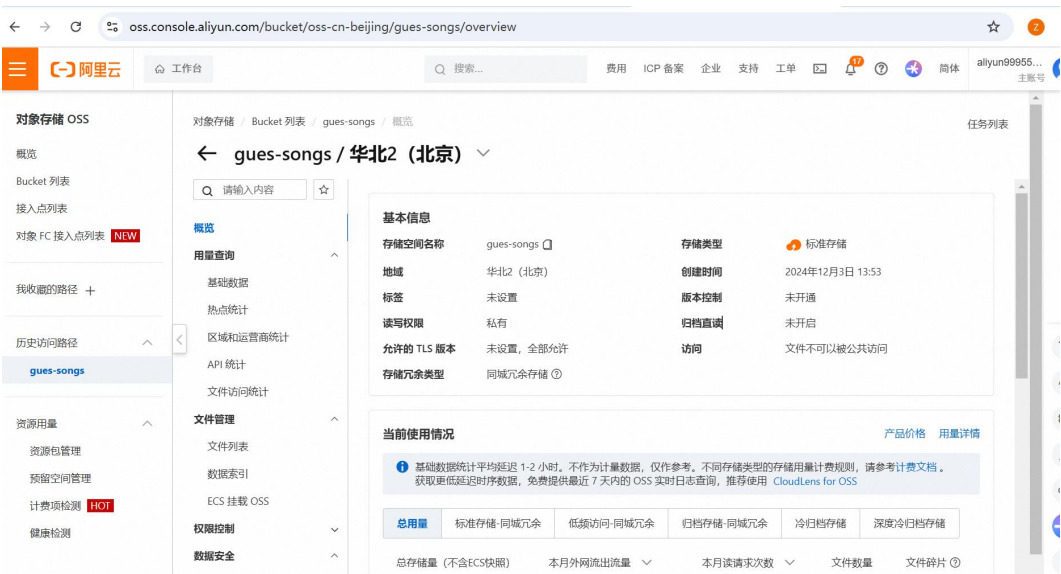 oss.console.aliyun.com/bucket/oss-cn-beijing/gues-songs/overview
Z
阿里云
工作台
搜索...
费用 ICP 备案 企业 支持 工单 17 简体
aliyun99955...
主账号
对象存储 OSS
概览
Bucket 列表
接入点列表
对象 FC 接入点列表 NEW
我收藏的路径
历史访问路径
gues-songs
资源用量
资源包管理
预留空间管理
计费项检测 HOT
健康检测
对象存储 / Bucket 列表 / gues-songs / 概览
任务列表
gues-songs / 华北2（北京）
请输入内容
概览
用量查询
基础数据
热点统计
区域和运营商统计
API 统计
文件访问统计
文件管理
文件列表
数据索引
ECS 挂载 OSS
权限控制
数据安全
基本信息
存储空间名称 gues-songs 存储类型 标准存储
地域 华北2（北京） 创建时间 2024年12月3日 13:53
标签 未设置 版本控制 未开通
读写权限 私有 归档直读 未开启
允许的 TLS 版本 未设置，全部允许 访问 文件不可以被公共访问
存储冗余类型 同城冗余存储
当前使用情况 产品价格 用量详情
基础数据统计平均延迟 1-2 小时。不作为计量数据，仅作参考。不同存储类型的存储用量计费规则，请参考计费文档 。
获取更低延迟时序数据，免费提供最近 7 天内的 OSS 实时日志查询，推荐使用 CloudLens for OSS
总用量 标准存储-同城冗余 低频访问-同城冗余 归档存储-同城冗余 冷归档存储 深度冷归档存储
总存储量（不含ECS快照） 本月外网流出流量 本月读请求次数 文件数量 文件碎片